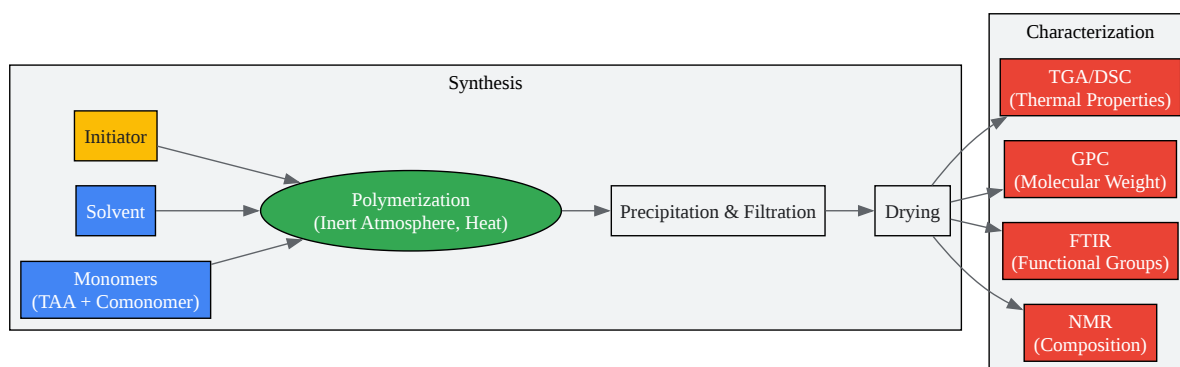 Synthesis
Initiator
Solvent
Monomers
(TAA + Comonomer)
Polymerization
(Inert Atmosphere, Heat)
Precipitation & Filtration
Drying
Characterization
TGA/DSC
(Thermal Properties)
GPC
(Molecular Weight)
FTIR
(Functional Groups)
NMR
(Composition)